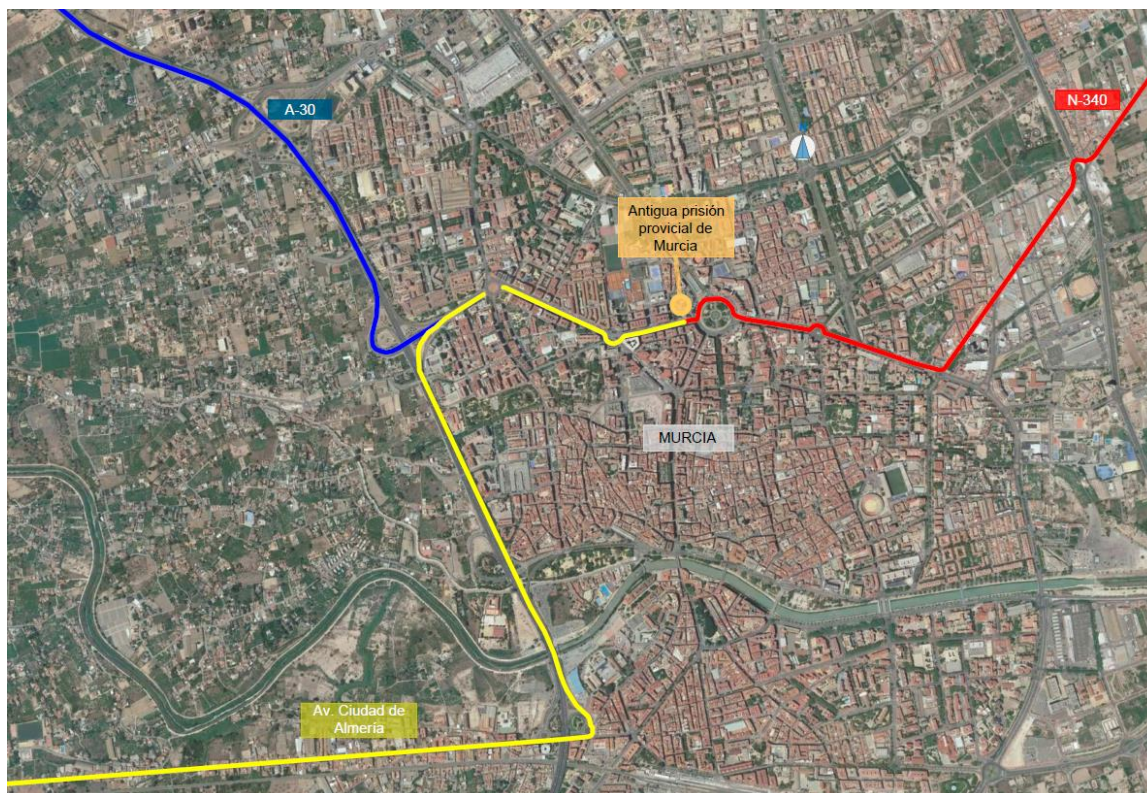 A-30
N-340
Antigua prisión
provicial de
Murcia
MURCIA
Av. Ciudad de
Almería